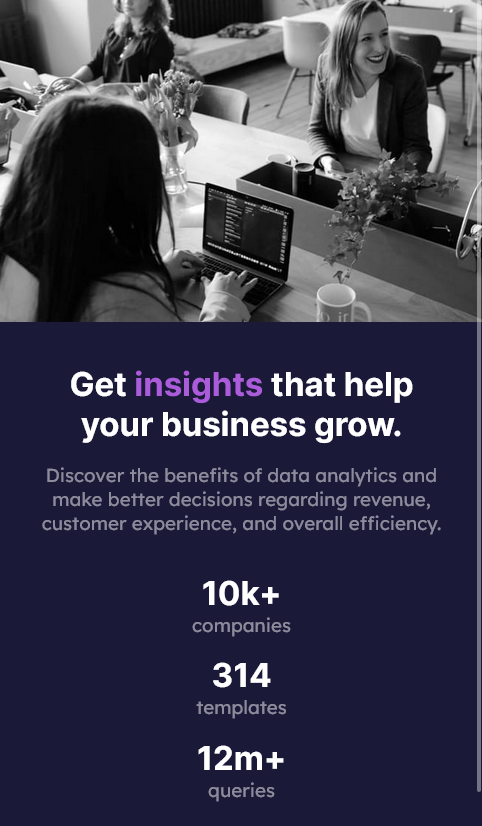 Get insights that help
your business grow.
Discover the benefits of data analytics and
make better decisions regarding revenue,
customer experience, and overall efficiency.
10k+
companies
314
templates
12m+
queries